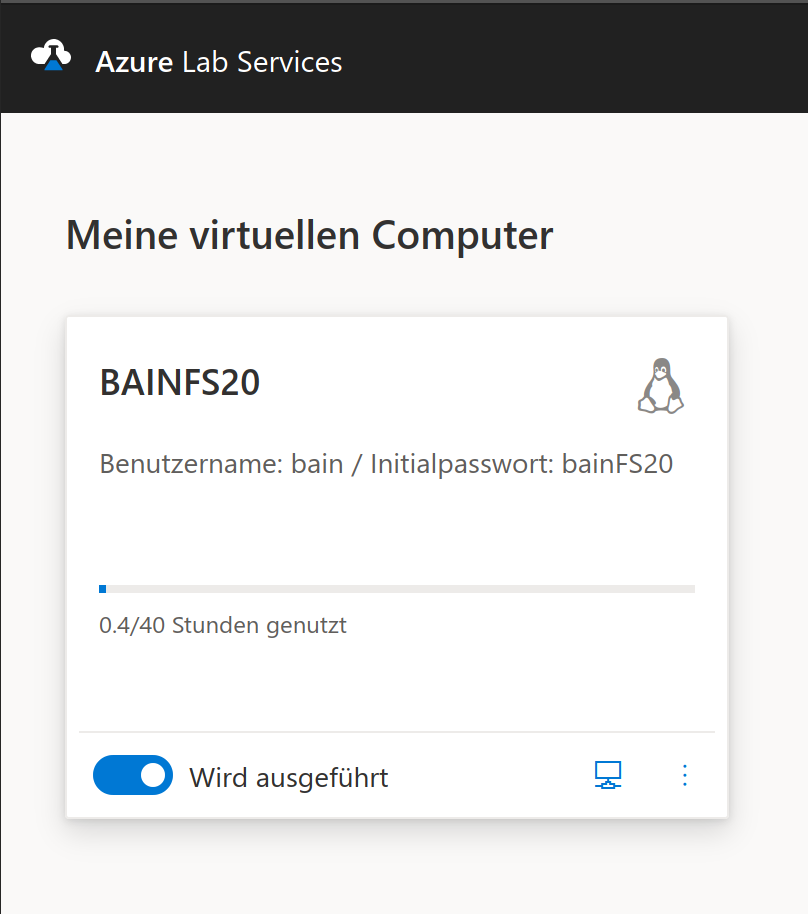 Azure Lab Services
Meine virtuellen Computer
BAINFS20
Benutzername: bain / Initialpasswort: bainFS20
0.4/40 Stunden genutzt
Wird ausgeführt